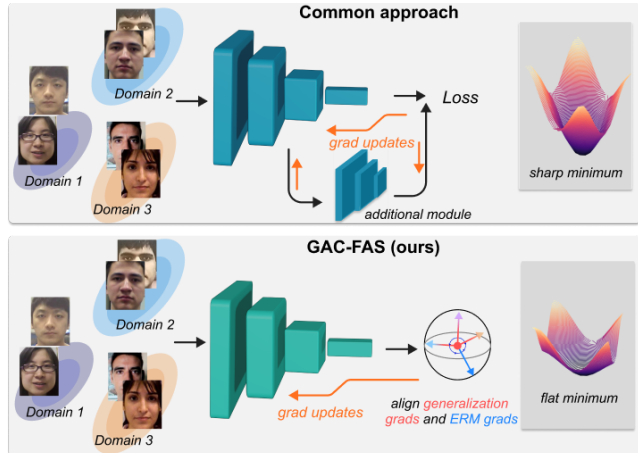 Common approach
Domain 2
Loss
Domain 1
grad updates
Domain 3
additional module
sharp minimum
GAC-FAS (ours)
Domain 2
Domain 1
grad updates
Domain 3
align generalization
grads and ERM grads
flat minimum